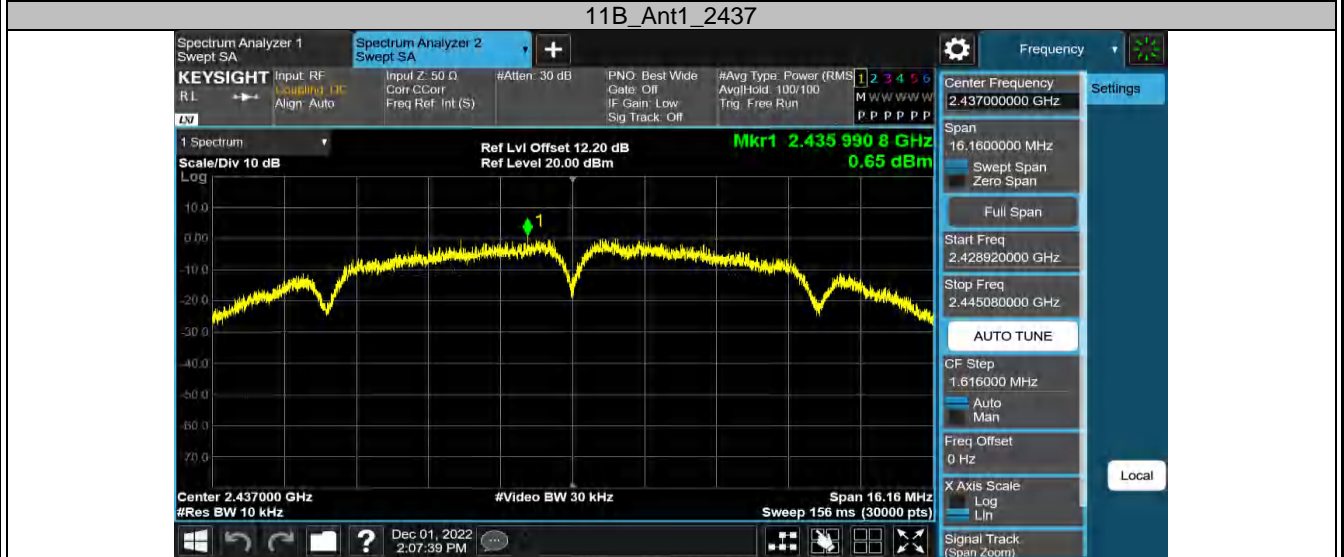 11B_Ant1_2437
Spectrum Analyzer 1
Swept SA
Spectrum Analyzer 2
Swept SA
Frequency
KEYSIGHT
RL
LXI
Input: RF
Coupling: DC
Align: Auto
Input Z: 50 Ω
Corr CCorr
Freq Ref: Int (S)
#Atten: 30 dB
PNO: Best Wide
Gate: Off
IF Gain: Low
Sig Track: Off
#Avg Type: Power (RMS
Avg|Hold: 100/100
Trig: Free Run
1 2 3 4 5 6
M W W W W W
P P P P P P
Center Frequency
2.437000000 GHz
Settings
Span
16.1600000 MHz
Swept Span
Zero Span
Full Span
Start Freq
2.428920000 GHz
Stop Freq
2.445080000 GHz
AUTO TUNE
CF Step
1.616000 MHz
Auto
Man
Freq Offset
0 Hz
X Axis Scale
Log
Lin
Signal Track
(Span Zoom)
Local
1 Spectrum
Scale/Div 10 dB
Ref Lvl Offset 12.20 dB
Ref Level 20.00 dBm
Mkr1 2.435 990 8 GHz
0.65 dBm
Log
10.0
0.00
-10.0
-20.0
-30.0
-40.0
-50.0
-60.0
-70.0
1
Center 2.437000 GHz
#Res BW 10 kHz
#Video BW 30 kHz
Span 16.16 MHz
Sweep 156 ms (30000 pts)
?
Dec 01, 2022
2:07:39 PM